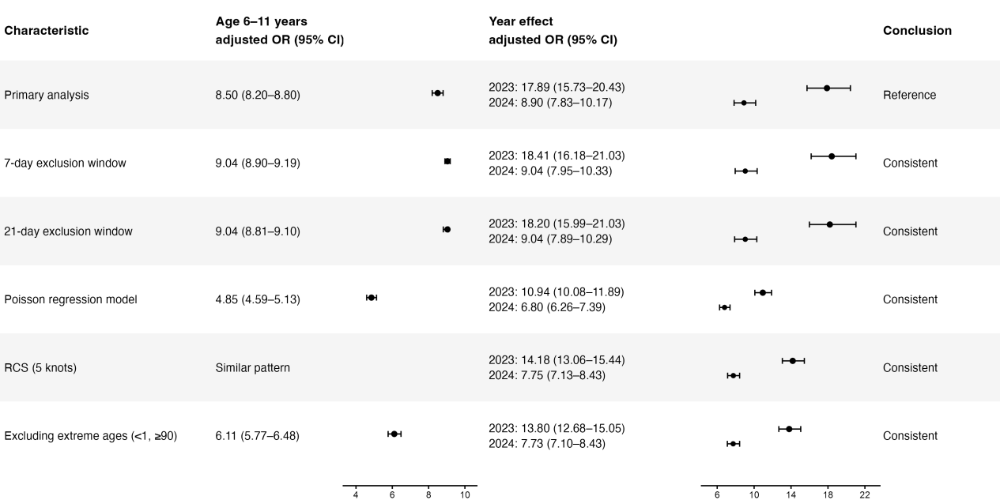 Characteristic
Age 6–11 years
adjusted OR (95% CI)
Year effect
adjusted OR (95% CI)
Conclusion
Primary analysis
8.50 (8.20–8.80)
2023: 17.89 (15.73–20.43)
2024: 8.90 (7.83–10.17)
Reference
7-day exclusion window
9.04 (8.90–9.19)
2023: 18.41 (16.18–21.03)
2024: 9.04 (7.95–10.33)
Consistent
21-day exclusion window
9.04 (8.81–9.10)
2023: 18.20 (15.99–21.03)
2024: 9.04 (7.89–10.29)
Consistent
Poisson regression model
4.85 (4.59–5.13)
2023: 10.94 (10.08–11.89)
2024: 6.80 (6.26–7.39)
Consistent
RCS (5 knots)
Similar pattern
2023: 14.18 (13.06–15.44)
2024: 7.75 (7.13–8.43)
Consistent
Excluding extreme ages (<1, ≥90)
6.11 (5.77–6.48)
2023: 13.80 (12.68–15.05)
2024: 7.73 (7.10–8.43)
Consistent
4 6 8 10
6 10 14 18 22